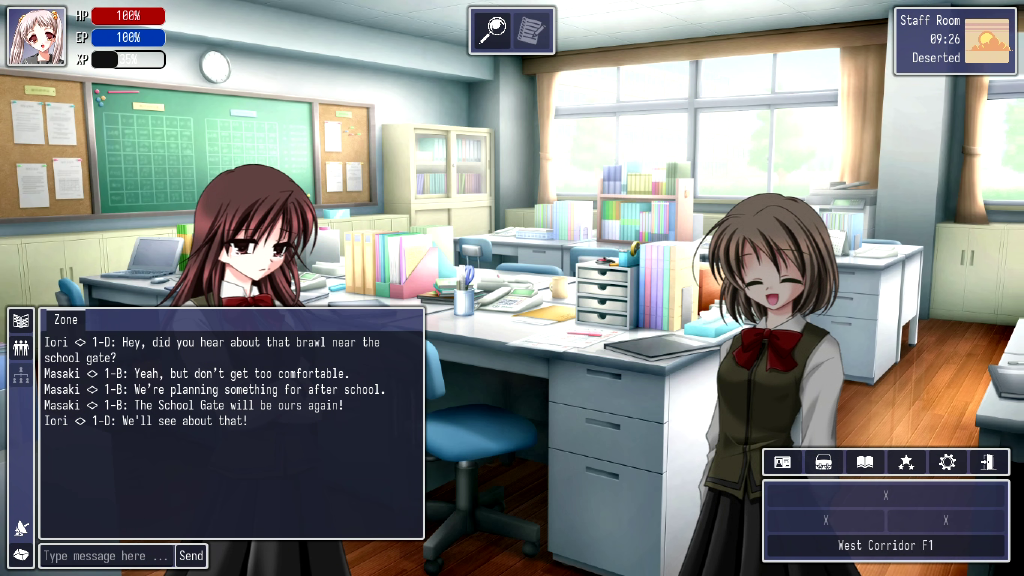 HP 100%
EP 100%
XP
Staff Room
09:26
Deserted
Zone
Iori <> 1-D: Hey, did you hear about that brawl near the
school gate?
Masaki <> 1-B: Yeah, but don't get too comfortable.
Masaki <> 1-B: We're planning something for after school.
Masaki <> 1-B: The School Gate will be ours again!
Iori <> 1-D: We'll see about that!
Type message here ... Send
X
X X
West Corridor F1